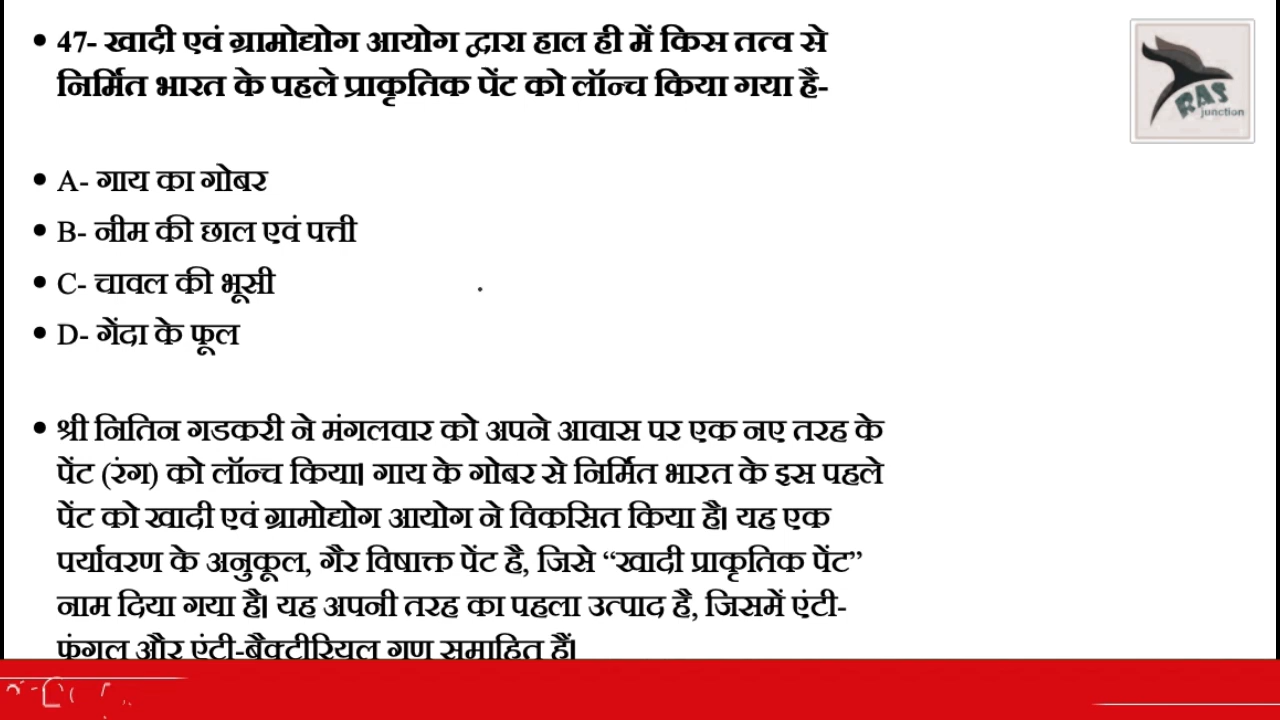 • 47- खादी एवं ग्रामोद्योग आयोग द्वारा हाल ही में किस तत्व से
निर्मित भारत के पहले प्राकृतिक पेंट को लॉन्च किया गया है-
RAS
junction
• A- गाय का गोबर
• B- नीम की छाल एवं पत्ती
• C- चावल की भूसी
• D- गेंदा के फूल
• श्री नितिन गडकरी ने मंगलवार को अपने आवास पर एक नए तरह के
पेंट (रंग) को लॉन्च किया। गाय के गोबर से निर्मित भारत के इस पहले
पेंट को खादी एवं ग्रामोद्योग आयोग ने विकसित किया है। यह एक
पर्यावरण के अनुकूल, गैर विषाक्त पेंट है, जिसे “खादी प्राकृतिक पेंट”
नाम दिया गया है। यह अपनी तरह का पहला उत्पाद है, जिसमें एंटी-
फंगल और एंटी-बैक्टीरियल गुण समाहित हैं।